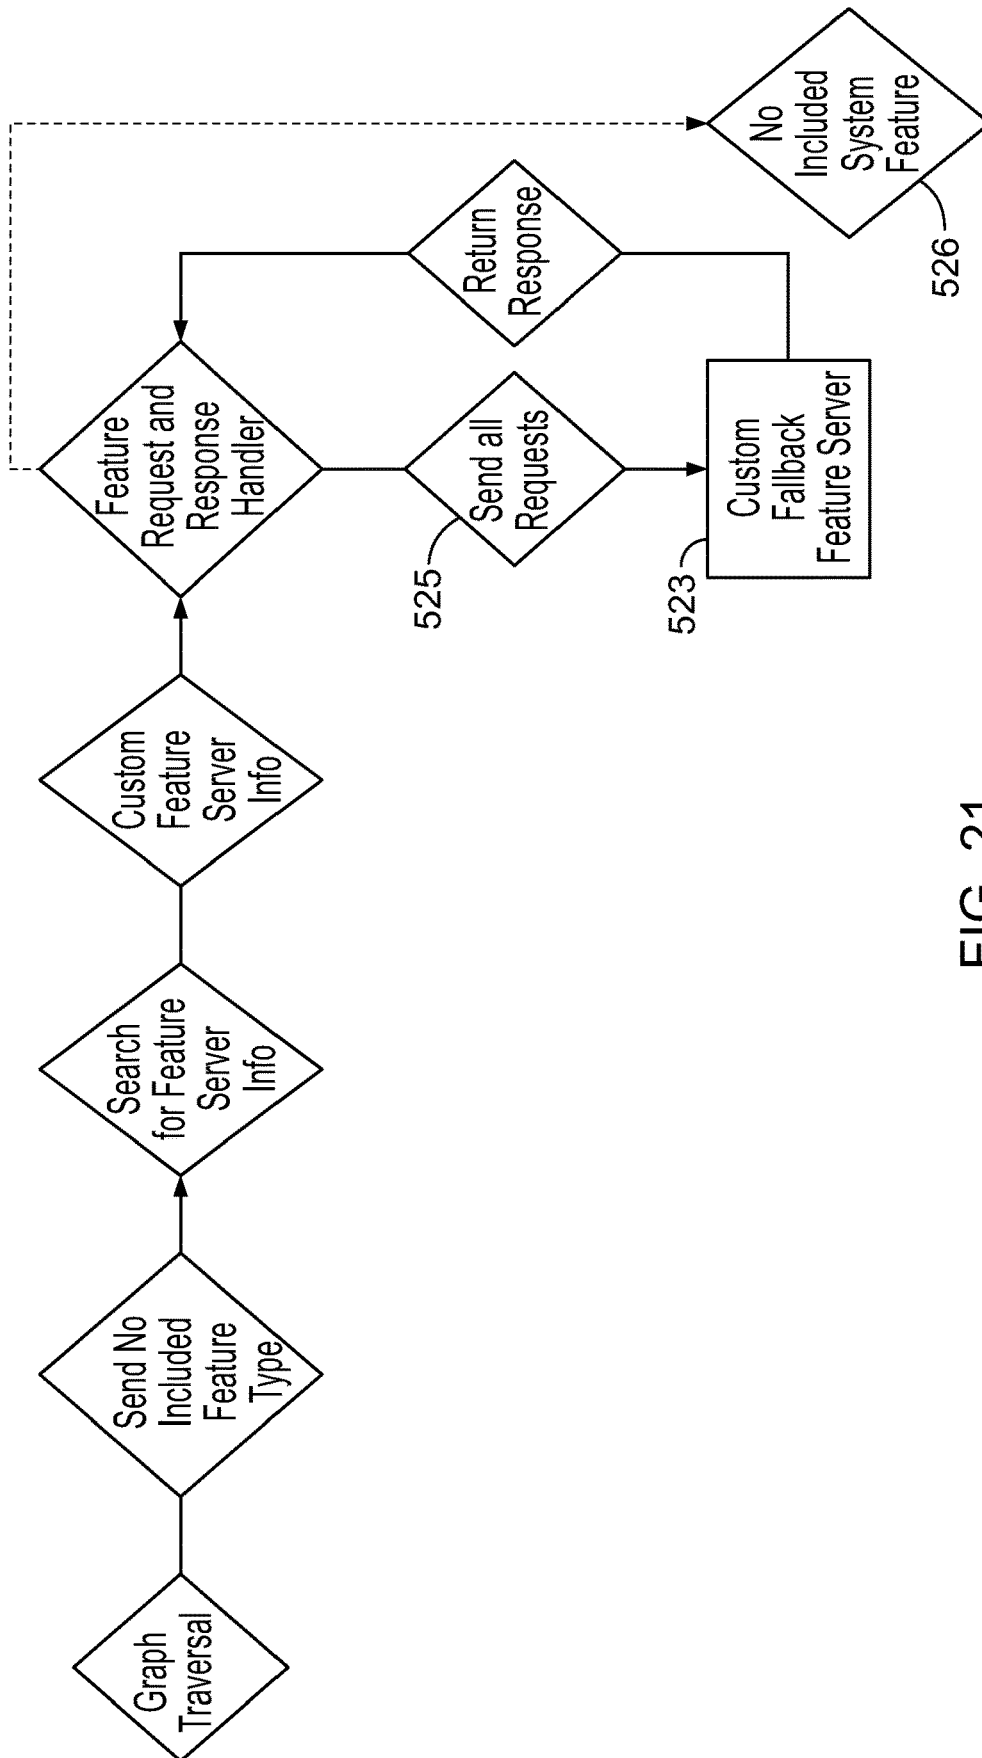 Graph
Traversal
Send No
Included
Feature
Type
Search
for Feature
Server
Info
Custom
Feature
Server
Info
Feature
Request and
Response
Handler
525
Send all
Requests
Return
Response
523
Custom
Fallback
Feature Server
No
Included
System
Feature
526
FIG. 21